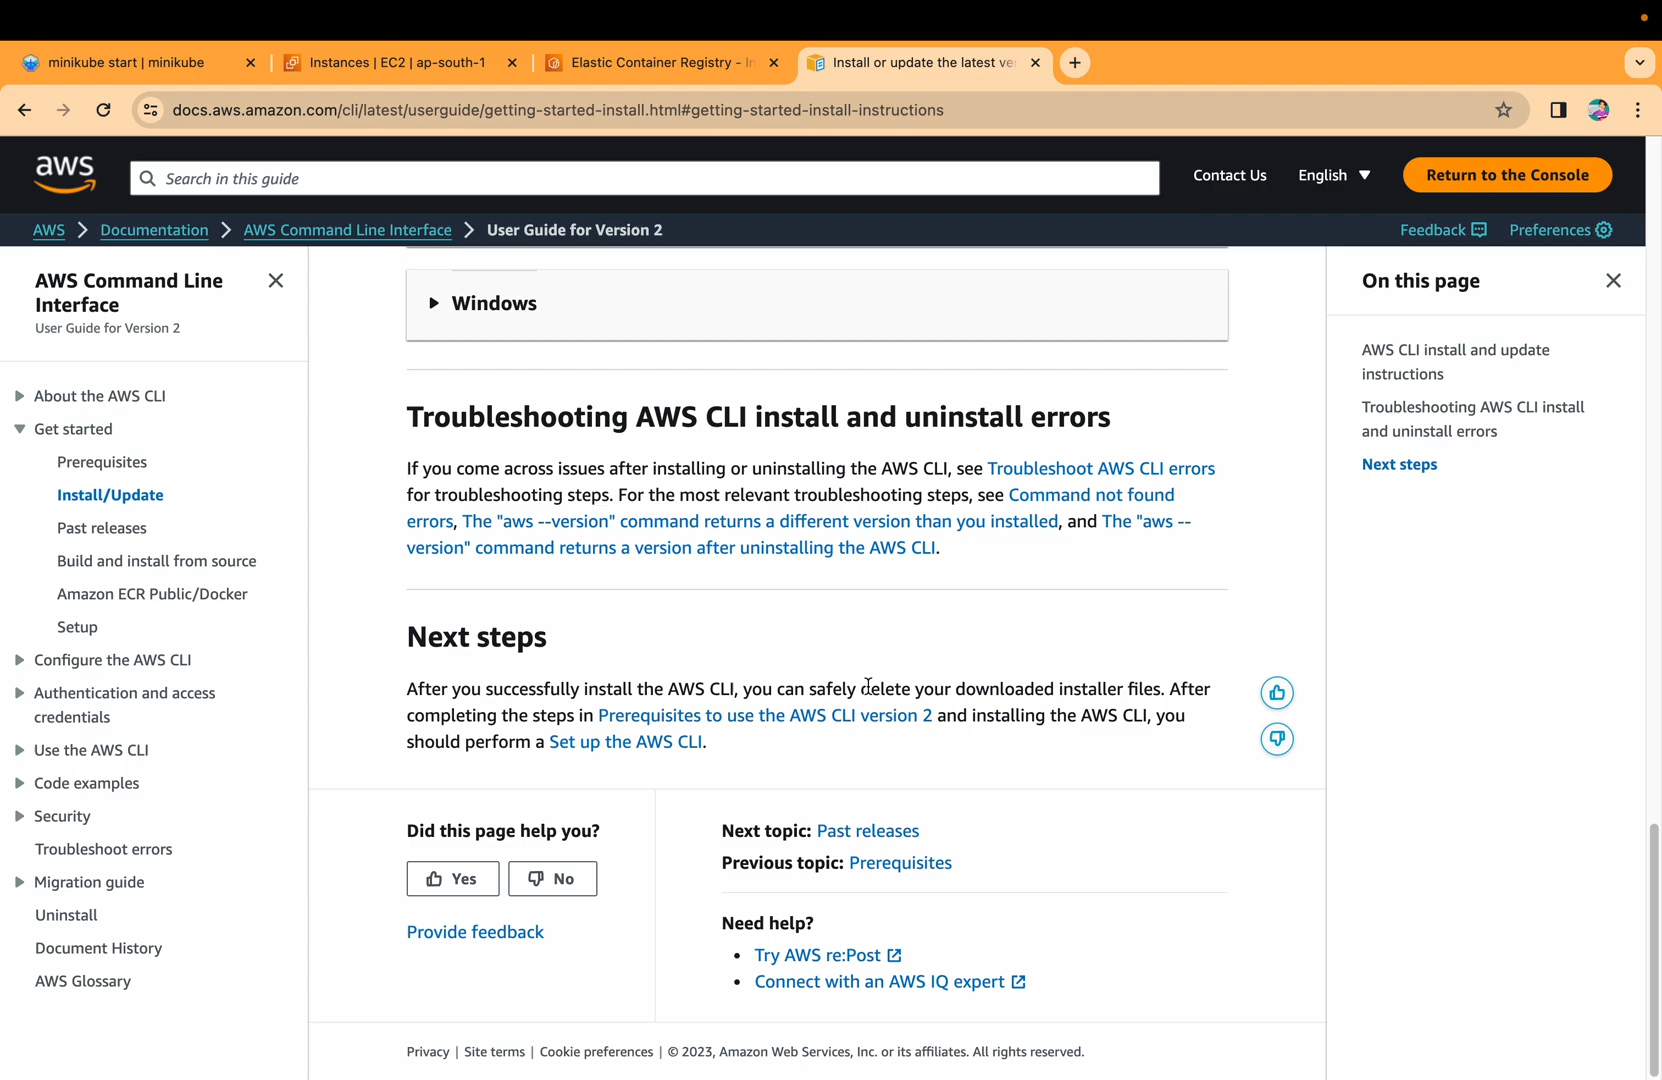 minikube start | minikube
Instances | EC2 | ap-south-1
Elastic Container Registry - In
Install or update the latest ve
docs.aws.amazon.com/cli/latest/userguide/getting-started-install.html#getting-started-install-instructions
aws
Search in this guide
Contact Us
English
Return to the Console
AWS
Documentation
AWS Command Line Interface
User Guide for Version 2
Feedback
Preferences
AWS Command Line
Interface
User Guide for Version 2
About the AWS CLI
Get started
Prerequisites
Install/Update
Past releases
Build and install from source
Amazon ECR Public/Docker
Setup
Configure the AWS CLI
Authentication and access
credentials
Use the AWS CLI
Code examples
Security
Troubleshoot errors
Migration guide
Uninstall
Document History
AWS Glossary
Windows
Troubleshooting AWS CLI install and uninstall errors
If you come across issues after installing or uninstalling the AWS CLI, see Troubleshoot AWS CLI errors
for troubleshooting steps. For the most relevant troubleshooting steps, see Command not found
errors, The "aws --version" command returns a different version than you installed, and The "aws --
version" command returns a version after uninstalling the AWS CLI.
Next steps
After you successfully install the AWS CLI, you can safely delete your downloaded installer files. After
completing the steps in Prerequisites to use the AWS CLI version 2 and installing the AWS CLI, you
should perform a Set up the AWS CLI.
Did this page help you?
Yes
No
Provide feedback
Next topic: Past releases
Previous topic: Prerequisites
Need help?
• Try AWS re:Post
• Connect with an AWS IQ expert
Privacy | Site terms | Cookie preferences | © 2023, Amazon Web Services, Inc. or its affiliates. All rights reserved.
On this page
AWS CLI install and update
instructions
Troubleshooting AWS CLI install
and uninstall errors
Next steps